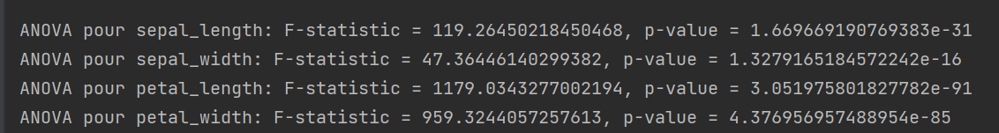 ANOVA pour sepal_length: F-statistic = 119.26450218450468, p-value = 1.669669190769383e-31
ANOVA pour sepal_width: F-statistic = 47.36446140299382, p-value = 1.3279165184572242e-16
ANOVA pour petal_length: F-statistic = 1179.0343277002194, p-value = 3.051975801827782e-91
ANOVA pour petal_width: F-statistic = 959.3244057257613, p-value = 4.376956957488954e-85